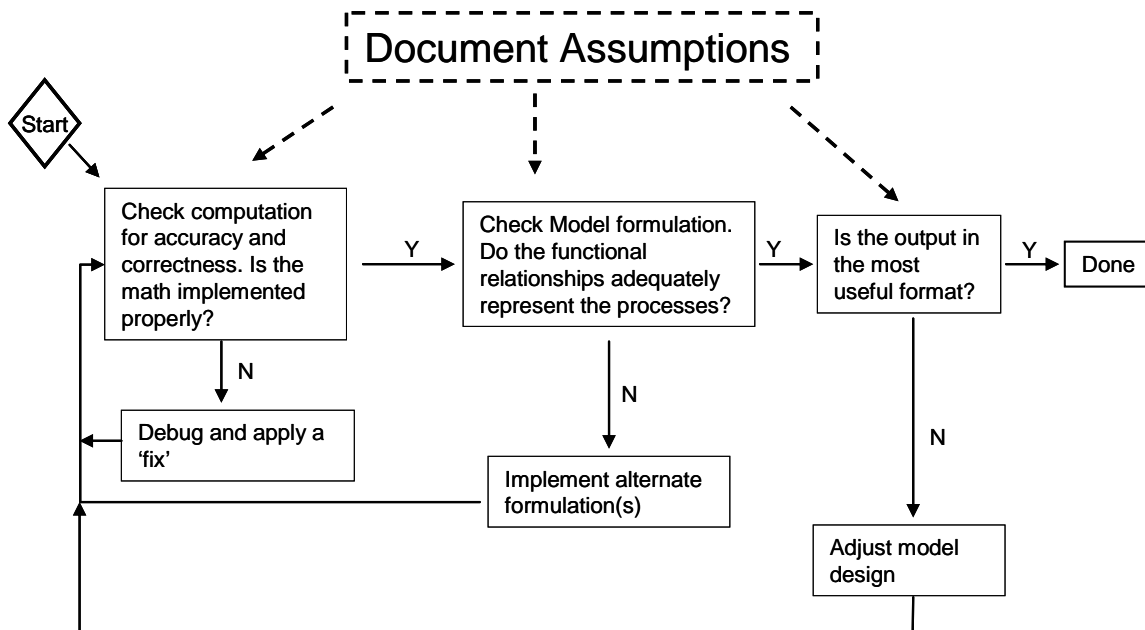 Document Assumptions
Start
Check computation
for accuracy and
correctness. Is the
math implemented
properly?
Y
Check Model formulation.
Do the functional
relationships adequately
represent the processes?
Y
Is the output in
the most
useful format?
Y
Done
N
Debug and apply a
‘fix’
N
Implement alternate
formulation(s)
N
Adjust model
design